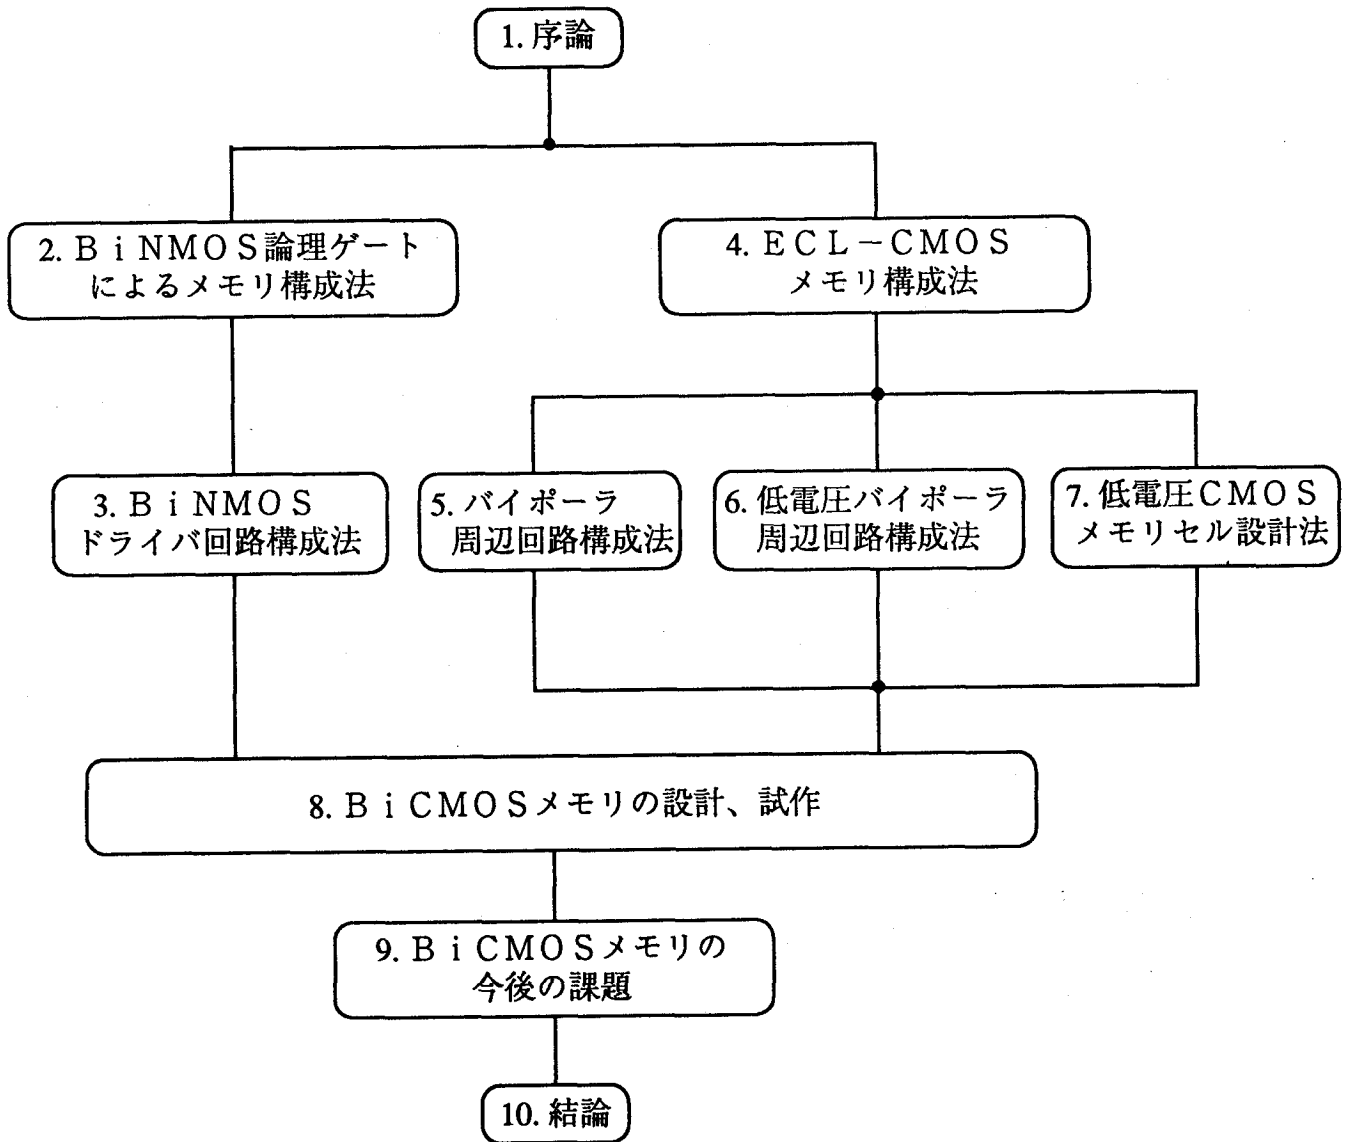 1. 序論
2. BiNMOS論理ゲート
によるメモリ構成法
4. ECL－CMOS
メモリ構成法
3. BiNMOS
ドライバ回路構成法
5. バイポーラ
周辺回路構成法
6. 低電圧バイポーラ
周辺回路構成法
7. 低電圧CMOS
メモリセル設計法
8. BiCMOSメモリの設計、試作
9. BiCMOSメモリの
今後の課題
10. 結論